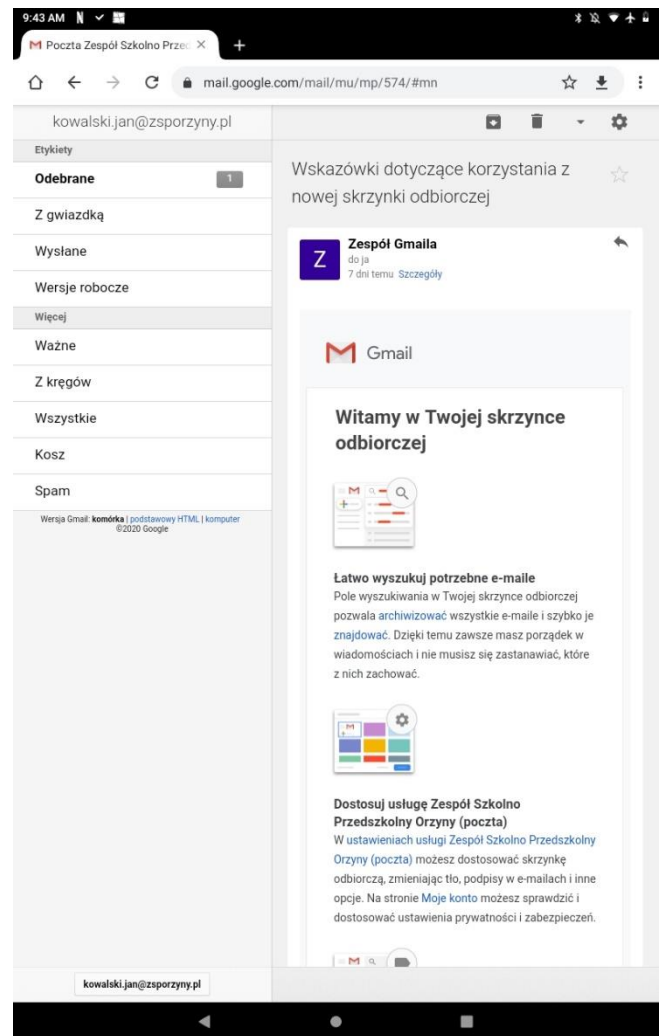 9:43 AM
Poczta Zespół Szkolno Przed
mail.google.com/mail/mu/mp/574/#mn
kowalski.jan@zsporzyny.pl
Etykiety
Odebrane 1
Z gwiazdką
Wysłane
Wersje robocze
Więcej
Ważne
Z kręgów
Wszystkie
Kosz
Spam
Wersja Gmail: komórka | podstawowy HTML | komputer
©2020 Google
kowalski.jan@zsporzyny.pl
Wskazówki dotyczące korzystania z
nowej skrzynki odbiorczej
Z
Zespół Gmaila
do ja
7 dni temu Szczegóły
Gmail
Witamy w Twojej skrzynce
odbiorczej
Łatwo wyszukuj potrzebne e-maile
Pole wyszukiwania w Twojej skrzynce odbiorczej
pozwala archiwizować wszystkie e-maile i szybko je
znajdować. Dzięki temu zawsze masz porządek w
wiadomościach i nie musisz się zastanawiać, które
z nich zachować.
Dostosuj usługę Zespół Szkolno
Przedszkolny Orzyny (poczta)
W ustawieniach usługi Zespół Szkolno Przedszkolny
Orzyny (poczta) możesz dostosować skrzynkę
odbiorczą, zmieniając tło, podpisy w e-mailach i inne
opcje. Na stronie Moje konto możesz sprawdzić i
dostosować ustawienia prywatności i zabezpieczeń.